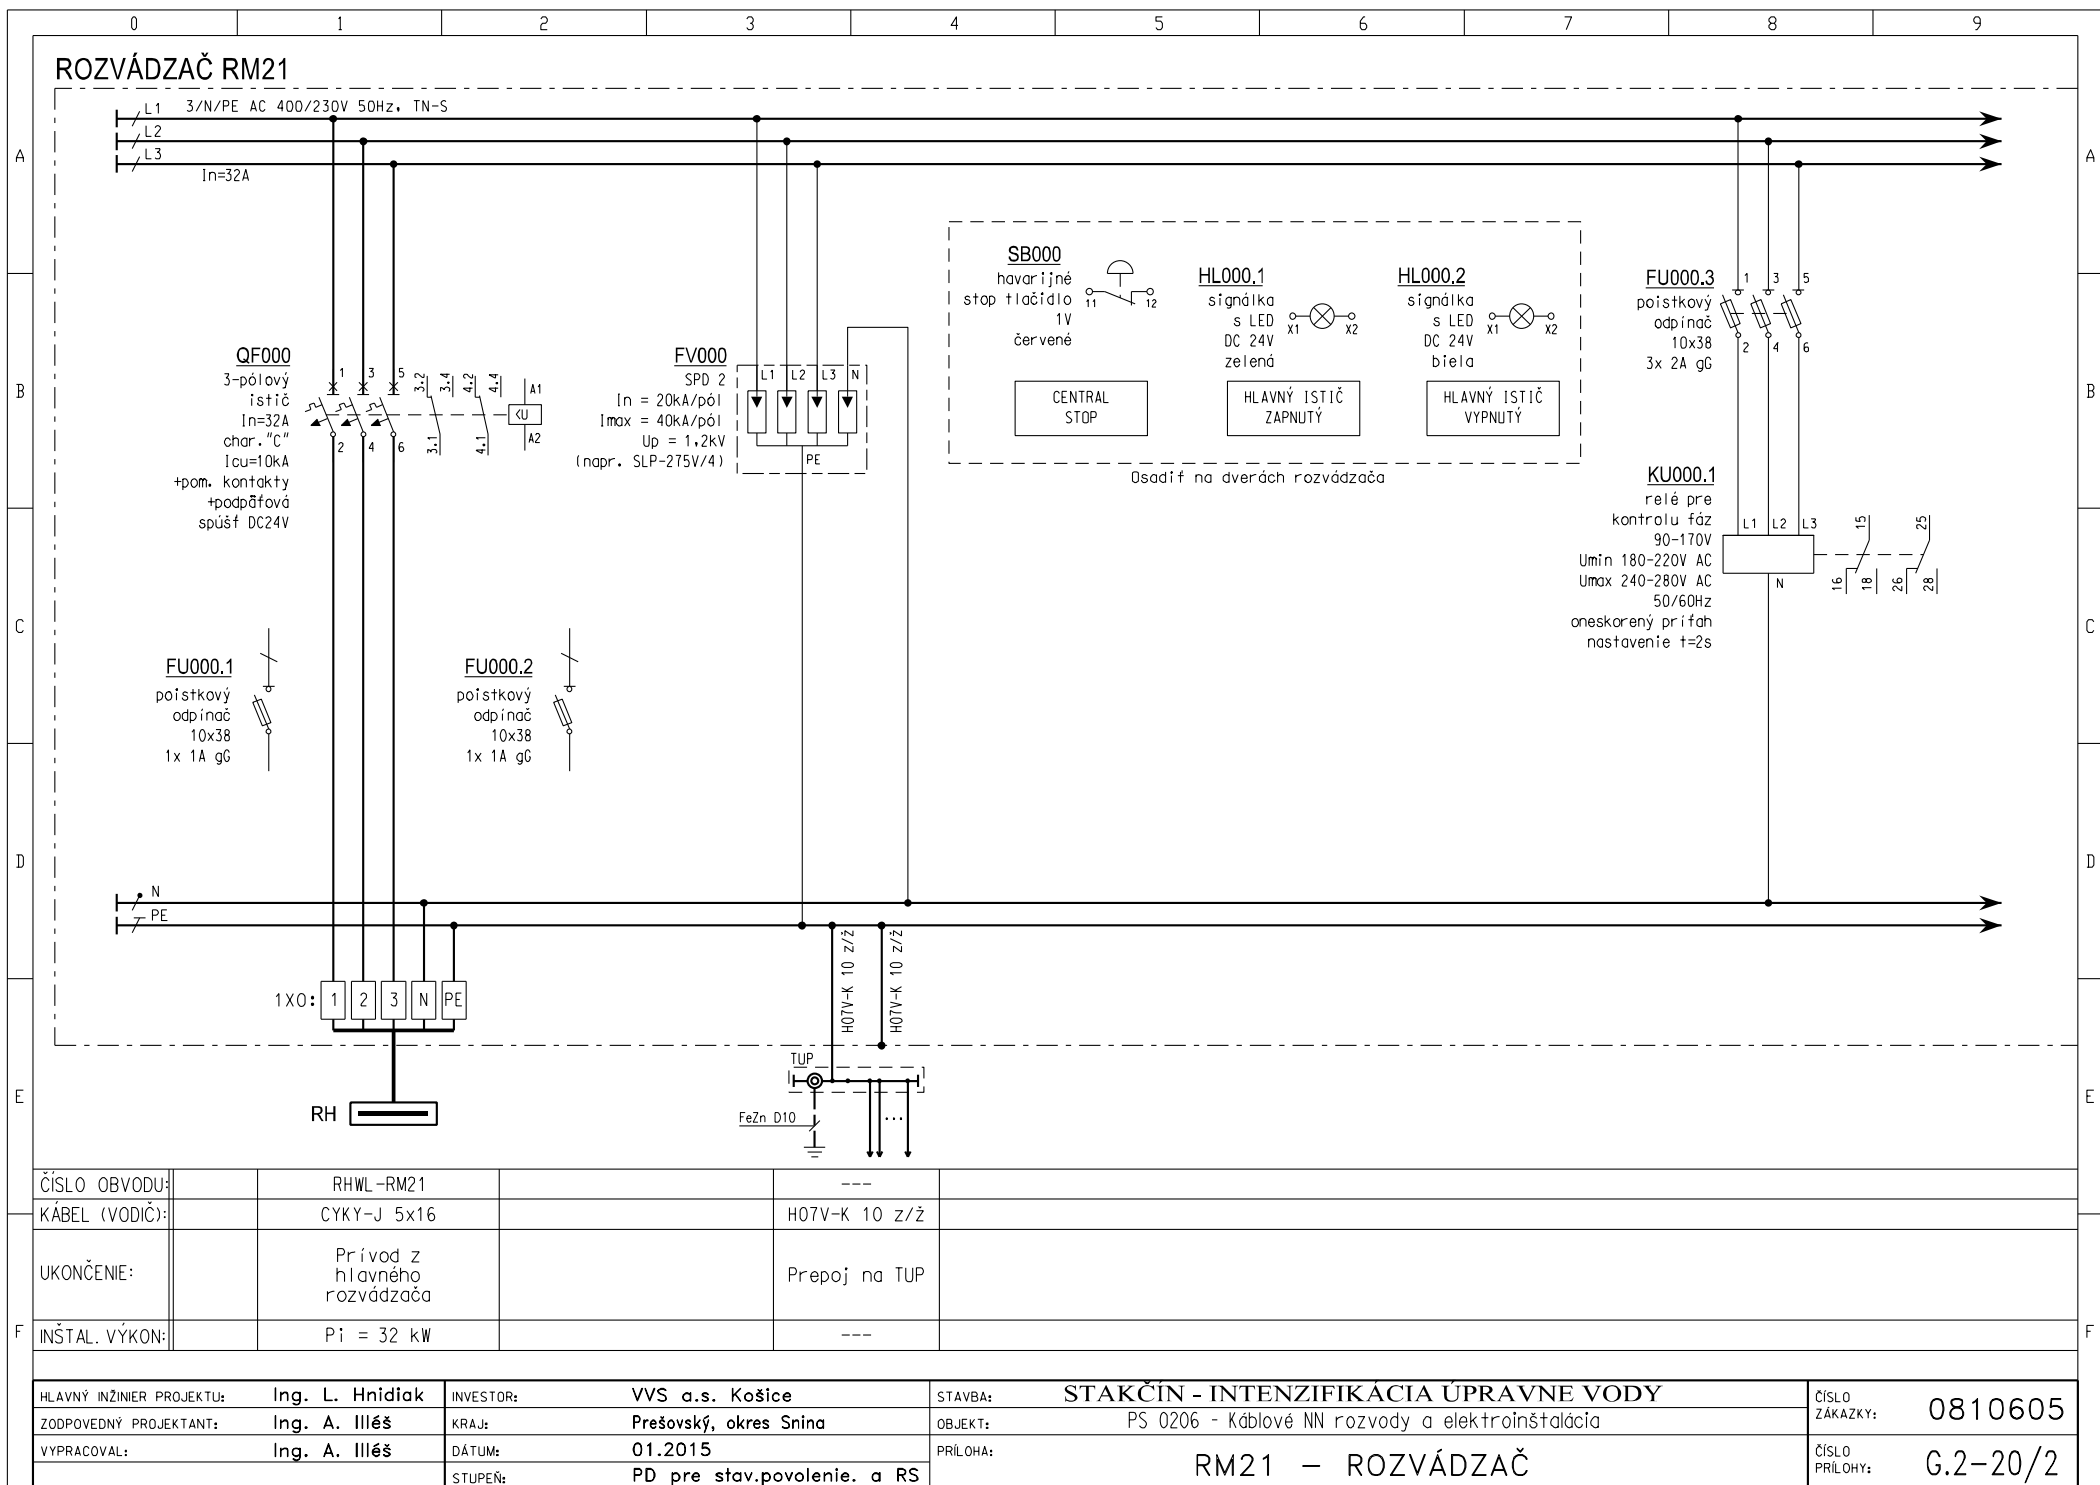 0 1 2 3 4 5 6 7 8 9
ROZVÁDZAČ RM21
L1 3/N/PE AC 400/230V 50Hz, TN-S
L2
L3
In=32A
A A
B B
C C
D D
E E
F F
QF000
3-pólový
istič
In=32A
char."C"
Icu=10kA
+pom. kontakty
+podpäťová
spúšť DC24V
1 3 5
2 4 6
3.2 3.4 4.2 4.4
3.1 4.1
A1
<U
A2
FV000
SPD 2
In = 20kA/pól
Imax = 40kA/pól
Up = 1,2kV
(napr. SLP-275V/4)
L1 L2 L3 N
PE
SB000
havarijné
stop tlačidlo
1V
červené
11 12
CENTRAL
STOP
HL000.1
signálka
s LED
DC 24V
zelená
X1 X2
HLAVNÝ ISTIČ
ZAPNUTÝ
HL000.2
signálka
s LED
DC 24V
biela
X1 X2
HLAVNÝ ISTIČ
VYPNUTÝ
Osadiť na dverách rozvádzača
FU000.3
poistkový
odpínač
10x38
3x 2A gG
1 3 5
2 4 6
KU000.1
relé pre
kontrolu fáz
90-170V
Umin 180-220V AC
Umax 240-280V AC
50/60Hz
oneskorený príťah
nastavenie t=2s
L1 L2 L3
N
15 25
16 18 26 28
FU000.1
poistkový
odpínač
10x38
1x 1A gG
FU000.2
poistkový
odpínač
10x38
1x 1A gG
N
PE
H07V-K 10 z/ž
H07V-K 10 z/ž
1X0: 1 2 3 N PE
RH
TUP
FeZn D10
...
ČÍSLO OBVODU: RHWL-RM21 ---
KÁBEL (VODIČ): CYKY-J 5x16 H07V-K 10 z/ž
UKONČENIE: Prívod z
hlavného
rozvádzača
Prepoj na TUP
INŠTAL. VÝKON: Pi = 32 kW ---
HLAVNÝ INŽINIER PROJEKTU: Ing. L. Hnidiak
ZODPOVEDNÝ PROJEKTANT: Ing. A. Illéš
VYPRACOVAL: Ing. A. Illéš
INVESTOR: VVS a.s. Košice
KRAJ: Prešovský, okres Snina
DÁTUM: 01.2015
STUPEŇ: PD pre stav.povolenie. a RS
STAVBA: STAKČÍN - INTENZIFIKÁCIA ÚPRAVNE VODY
OBJEKT: PS 0206 - Káblové NN rozvody a elektroinštalácia
PRÍLOHA: RM21 - ROZVÁDZAČ
ČÍSLO
ZÁKAZKY: 0810605
ČÍSLO
PRÍLOHY: G.2-20/2